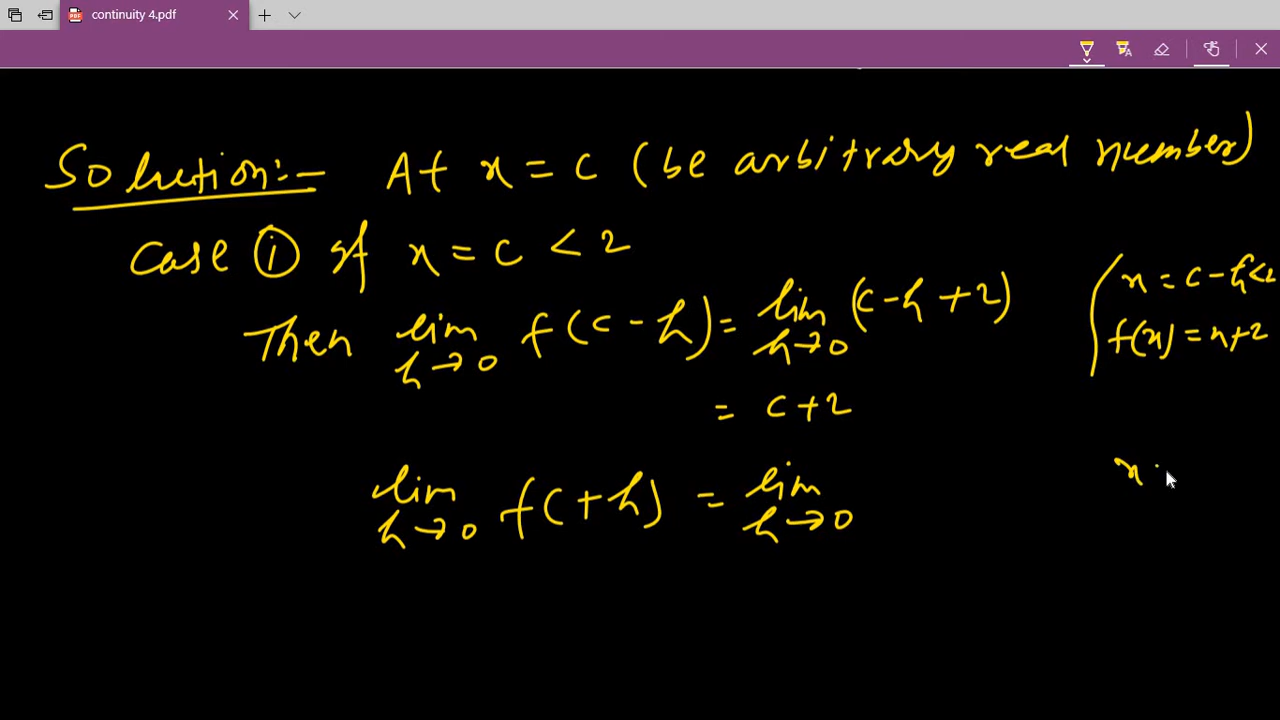 continuity 4.pdf
Solution:- At x = c (be arbitrary real number)
Case (i) if x = c < 2
Then lim h→0 f(c-h) = lim h→0 (c-h+2)
= c+2
lim h→0 f(c+h) = lim h→0
x = c-h<2
f(x) = x+2
x